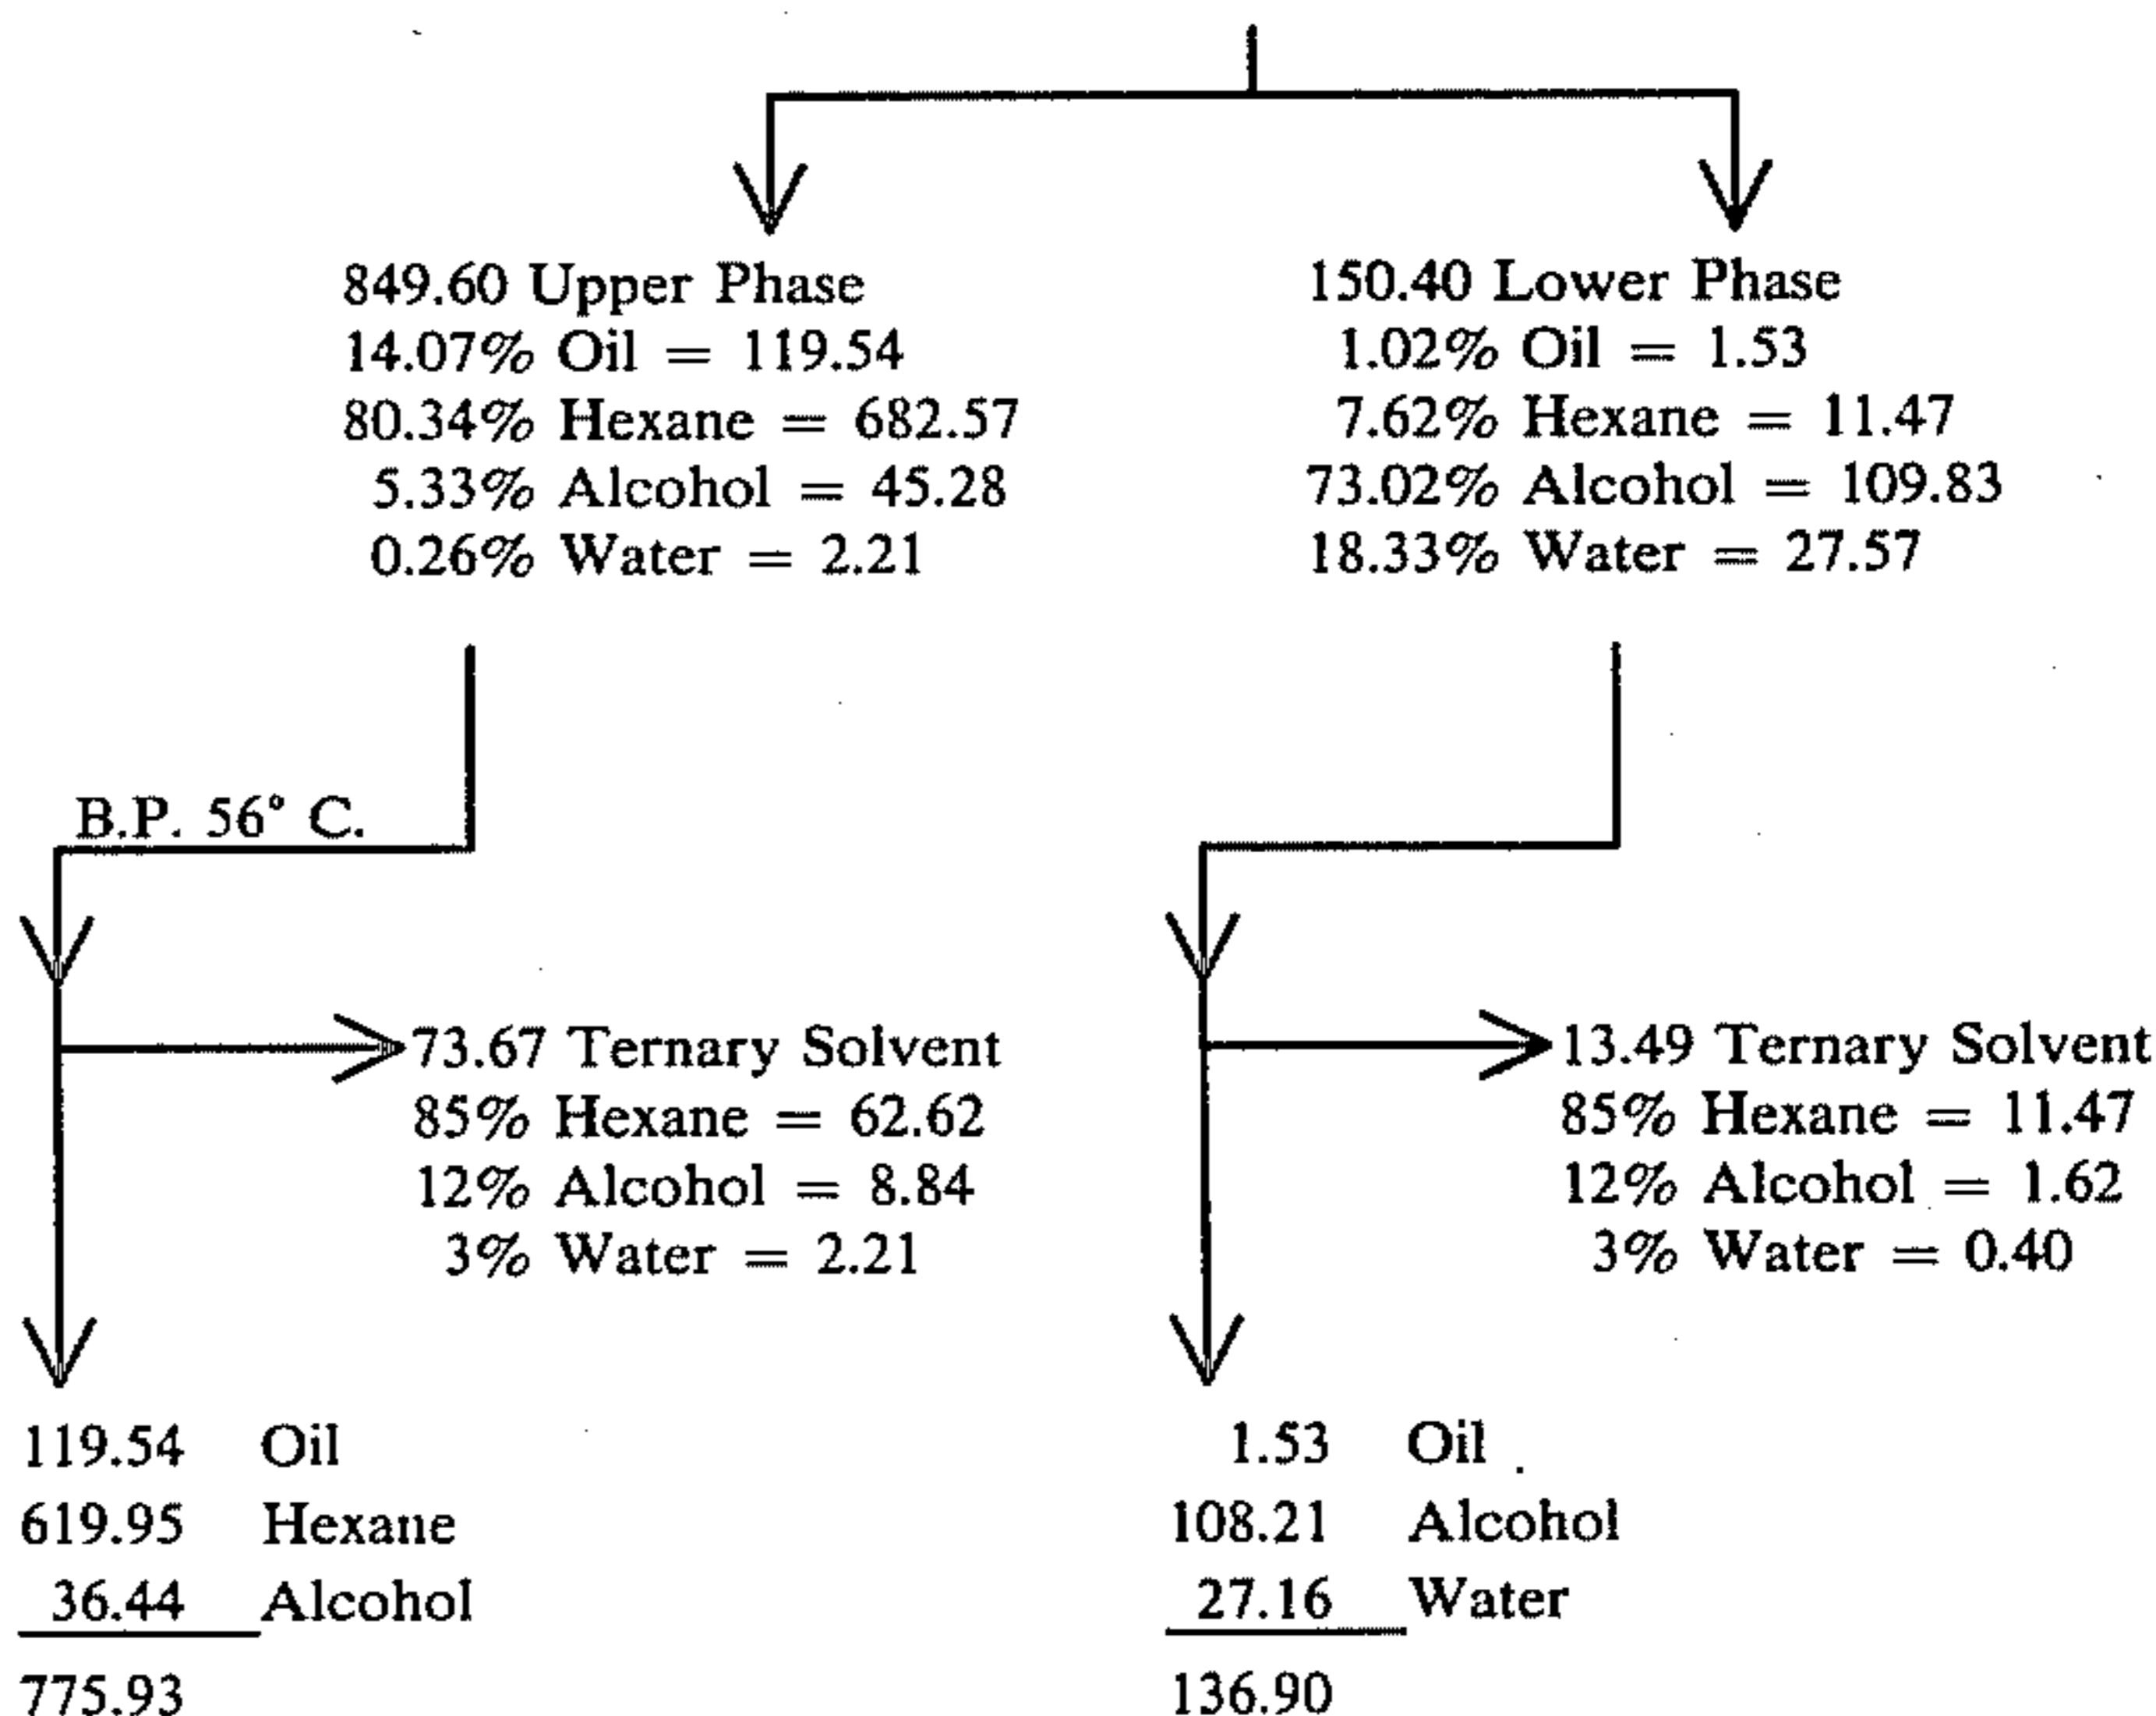 849.60 Upper Phase
14.07% Oil = 119.54
80.34% Hexane = 682.57
5.33% Alcohol = 45.28
0.26% Water = 2.21
150.40 Lower Phase
1.02% Oil = 1.53
7.62% Hexane = 11.47
73.02% Alcohol = 109.83
18.33% Water = 27.57
B.P. 56° C.
73.67 Ternary Solvent
85% Hexane = 62.62
12% Alcohol = 8.84
3% Water = 2.21
13.49 Ternary Solvent
85% Hexane = 11.47
12% Alcohol = 1.62
3% Water = 0.40
119.54 Oil
619.95 Hexane
36.44 Alcohol
775.93
1.53 Oil
108.21 Alcohol
27.16 Water
136.90